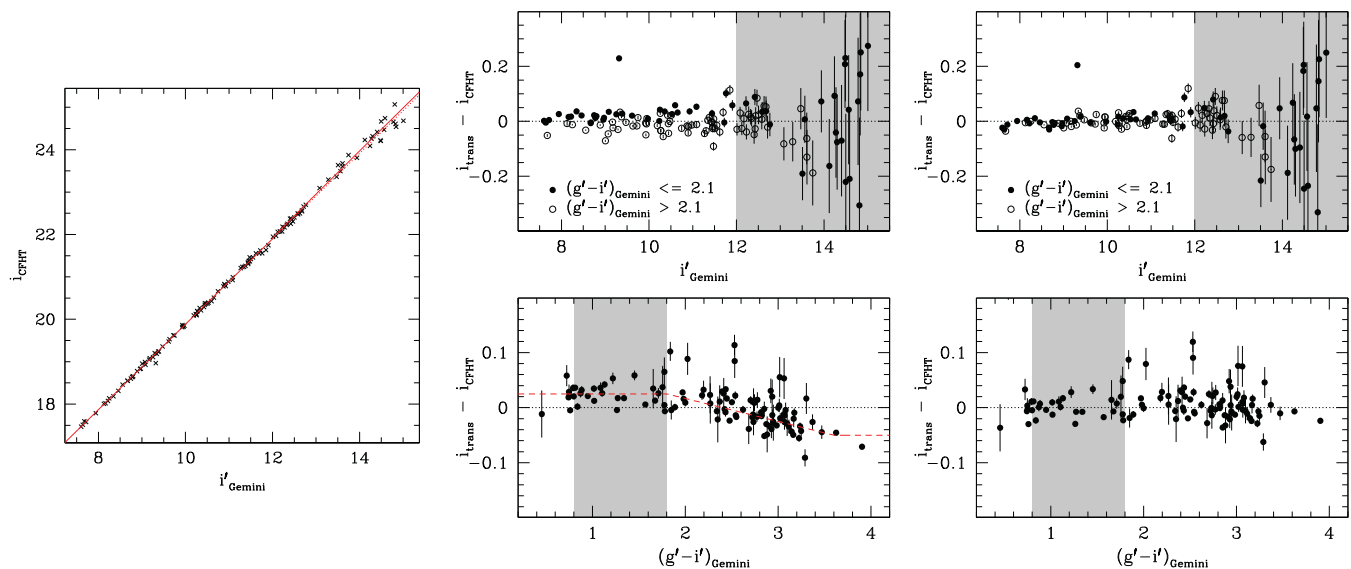 24
22
20
18
i_CFHT
8
10
12
14
i'_Gemini
0.2
0
−0.2
i_trans − i_CFHT
(g'−i')_Gemini <= 2.1
(g'−i')_Gemini > 2.1
8
10
12
14
i'_Gemini
0.2
0
−0.2
i_trans − i_CFHT
(g'−i')_Gemini <= 2.1
(g'−i')_Gemini > 2.1
8
10
12
14
i'_Gemini
0.1
0
−0.1
i_trans − i_CFHT
1
2
3
4
(g'−i')_Gemini
0.1
0
−0.1
i_trans − i_CFHT
1
2
3
4
(g'−i')_Gemini